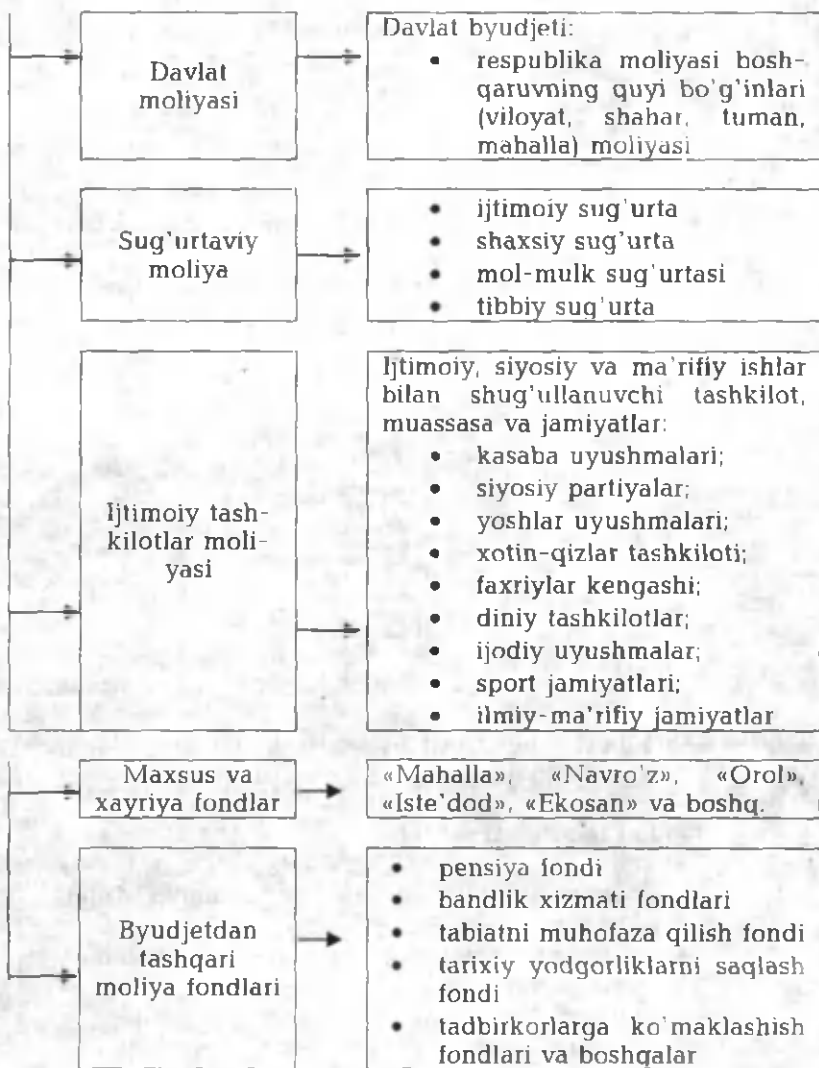 Davlat
moliyasi
Davlat byudjeti:
• respublika moliyasi bosh-
qaruvning quyi bo'g'inlari
(viloyat, shahar, tuman,
mahalla) moliyasi
Sug'urtaviy
moliya
• ijtimoiy sug'urta
• shaxsiy sug'urta
• mol-mulk sug'urtasi
• tibbiy sug'urta
Ijtimoiy tash-
kilotlar moli-
yasi
Ijtimoiy, siyosiy va ma'rifiy ishlar
bilan shug'ullanuvchi tashkilot,
muassasa va jamiyatlar:
• kasaba uyushmalari;
• siyosiy partiyalar;
• yoshlar uyushmalari;
• xotin-qizlar tashkiloti;
• faxriylar kengashi;
• diniy tashkilotlar;
• ijodiy uyushmalar;
• sport jamiyatlari;
• ilmiy-ma'rifiy jamiyatlar
Maxsus va
xayriya fondlar
«Mahalla», «Navro'z», «Orol»,
«Iste'dod», «Ekosan» va boshq.
Byudjetdan
tashqari
moliya fondlari
• pensiya fondi
• bandlik xizmati fondlari
• tabiatni muhofaza qilish fondi
• tarixiy yodgorliklarni saqlash
fondi
• tadbirkorlarga ko'maklashish
fondlari va boshqalar